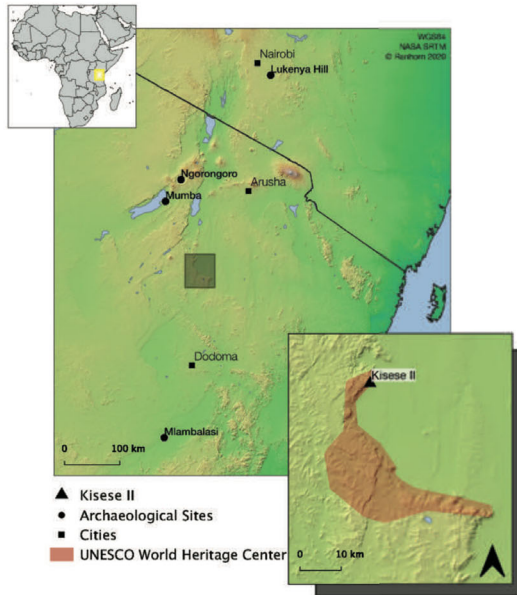 WGS84
NASA SRTM
© Renhorn 2020
Nairobi
Lukenya Hill
Ngorongoro
Arusha
Mumba
Dodoma
Mlambalasi
0 100 km
Kisese II
0 10 km
Kisese II
Archaeological Sites
Cities
UNESCO World Heritage Center